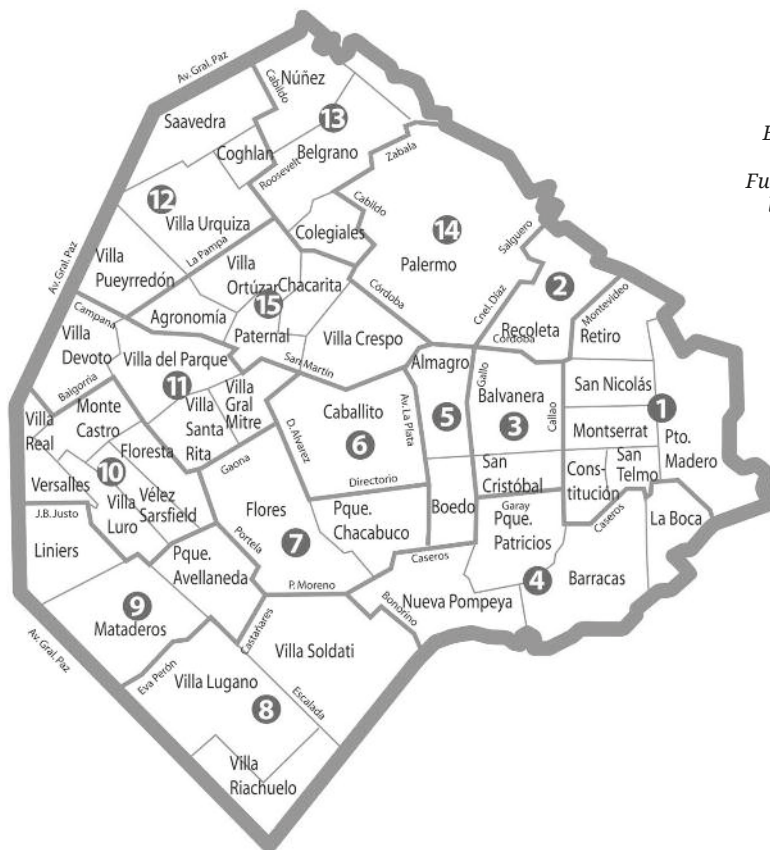 Av. Gral. Paz
Cabildo
Núñez
13
Saavedra
Coghlan
Belgrano
Roosevelt
Zabala
12
Villa Urquiza
Cabildo
Colegiales
14
Palermo
Salguero
La Pampa
Av. Gral. Paz
Villa
Pueyrredón
Villa
Ortúzar
Chacarita
15
Agronomía
Paternal
Córdoba
Villa Crespo
San Martín
Cnel. Díaz
2
Recoleta
Córdoba
Montevideo
Retiro
Campana
Villa
Devoto
Baigorria
Villa del Parque
11
Villa
Santa
Rita
Villa
Gral
Mitre
Almagro
Av. La Plata
5
Gallo
Balvanera
3
Callao
San Nicolás
1
Montserrat
Pto.
Madero
San
Telmo
Cons-
titución
San
Cristóbal
Caballito
6
D. Alvarez
Directorio
Villa
Real
Monte
Castro
Floresta
10
Versalles
Villa
Luro
Vélez
Sarsfield
Gaona
Flores
7
Portela
Pque.
Chacabuco
Boedo
Garay
Pque.
Patricios
Caseros
La Boca
J.B. Justo
Liniers
Pque.
Avellaneda
P. Moreno
Caseros
4
Barracas
Nueva Pompeya
Bonorino
9
Mataderos
Av. Gral. Paz
Castañares
Villa Soldati
Eva Perón
Villa Lugano
8
Escalada
Villa
Riachuelo